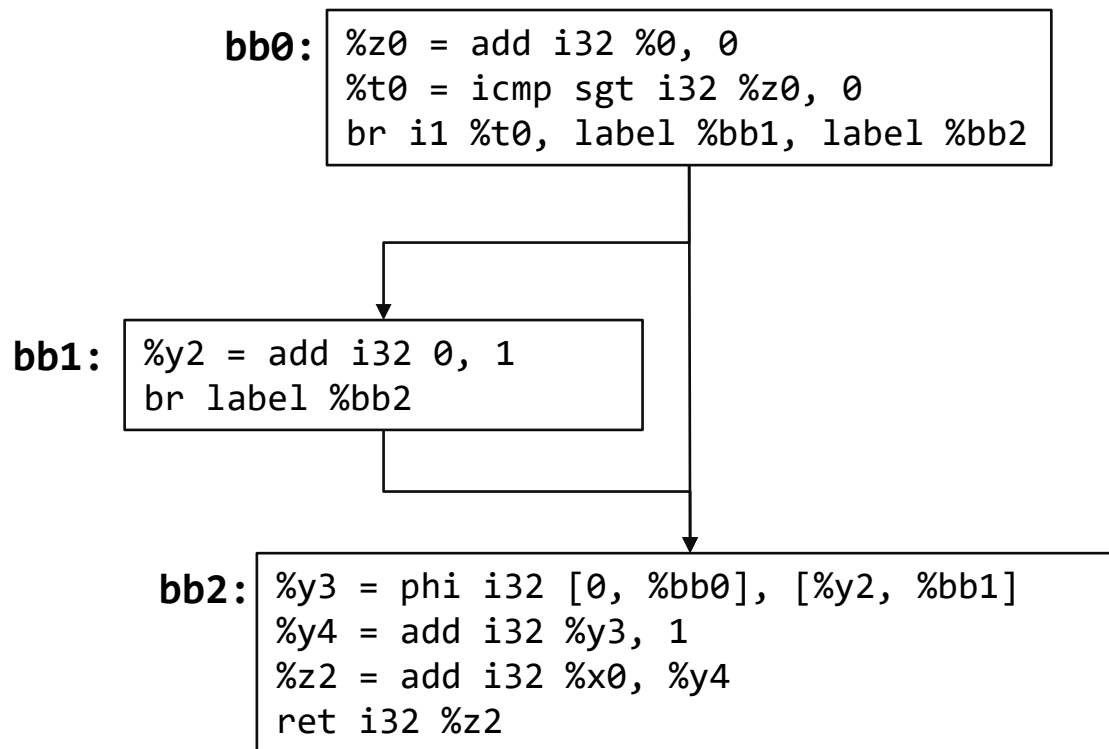 bb0:
%z0 = add i32 %0, 0
%t0 = icmp sgt i32 %z0, 0
br i1 %t0, label %bb1, label %bb2
bb1:
%y2 = add i32 0, 1
br label %bb2
bb2:
%y3 = phi i32 [0, %bb0], [%y2, %bb1]
%y4 = add i32 %y3, 1
%z2 = add i32 %x0, %y4
ret i32 %z2